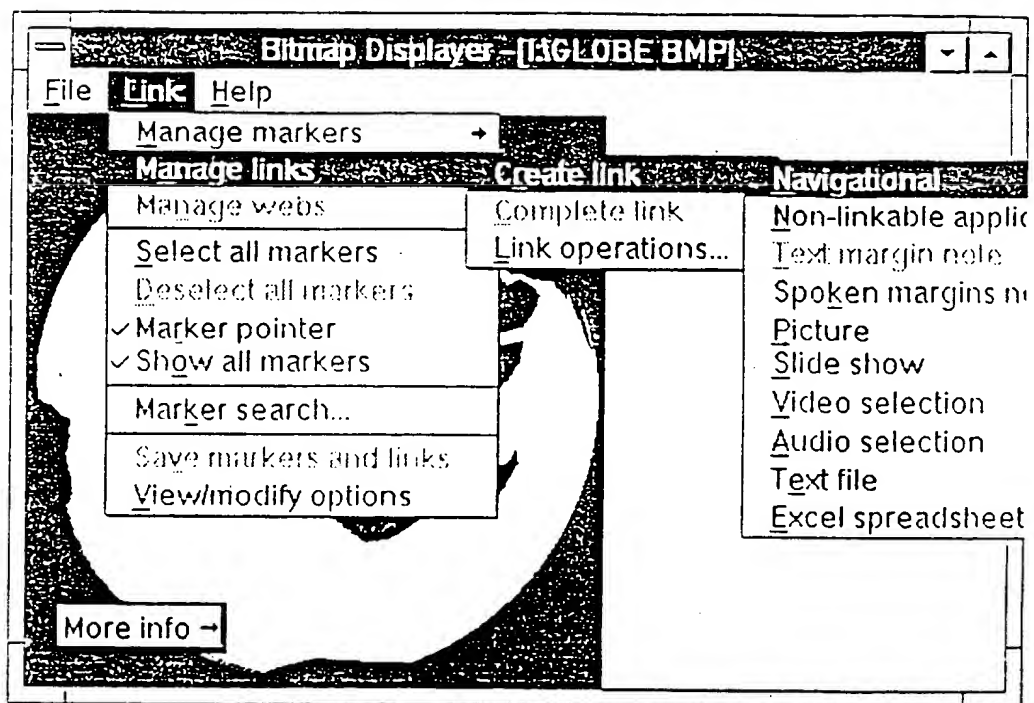 Bitmap Displayer -[I:\GLOBE BMP]
File Link Help
Manage markers →
Manage links
Manage webs
Select all markers
Deselect all markers
✓ Marker pointer
✓ Show all markers
Marker search...
Save markers and links
View/modify options
Create link
Complete link
Link operations...
Navigational
Non-linkable applic
Text margin note
Spoken margins n
Picture
Slide show
Video selection
Audio selection
Text file
Excel spreadsheet
More info →